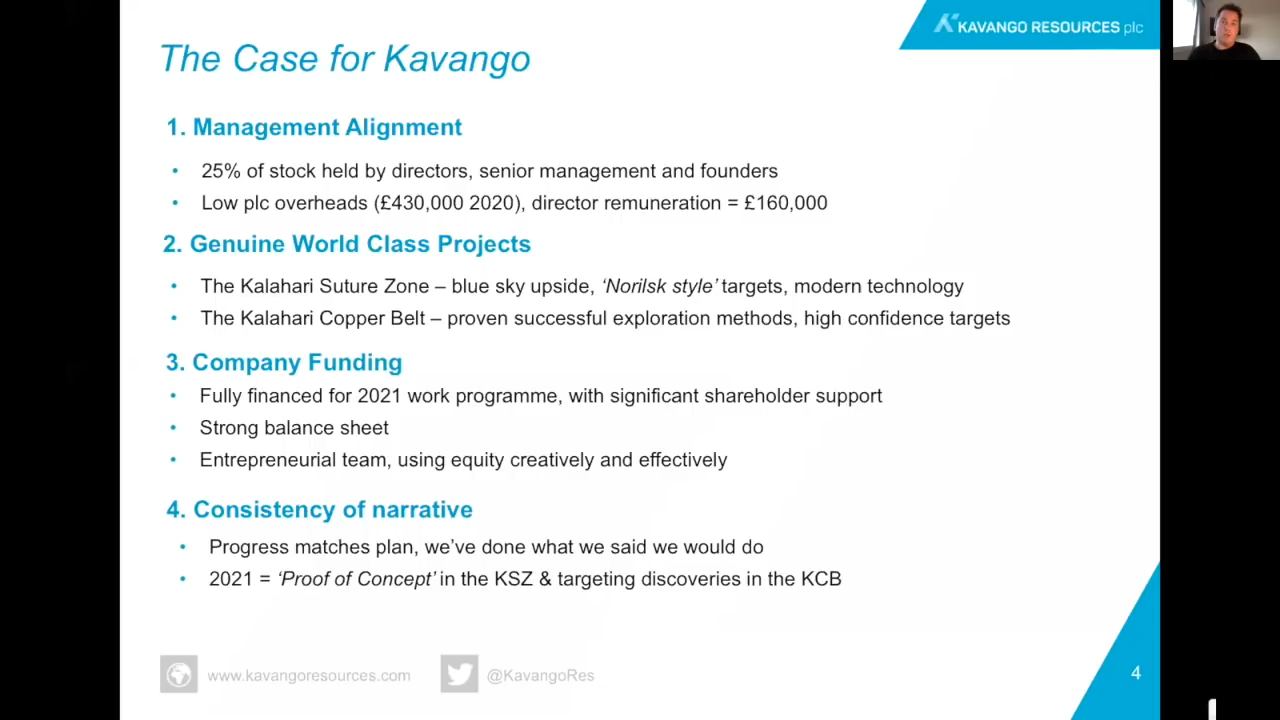 KAVANGO RESOURCES plc
The Case for Kavango
1. Management Alignment
• 25% of stock held by directors, senior management and founders
• Low plc overheads (£430,000 2020), director remuneration = £160,000
2. Genuine World Class Projects
• The Kalahari Suture Zone – blue sky upside, ‘Norilsk style’ targets, modern technology
• The Kalahari Copper Belt – proven successful exploration methods, high confidence targets
3. Company Funding
• Fully financed for 2021 work programme, with significant shareholder support
• Strong balance sheet
• Entrepreneurial team, using equity creatively and effectively
4. Consistency of narrative
• Progress matches plan, we’ve done what we said we would do
• 2021 = ‘Proof of Concept’ in the KSZ & targeting discoveries in the KCB
www.kavangoresources.com @KavangoRes
4